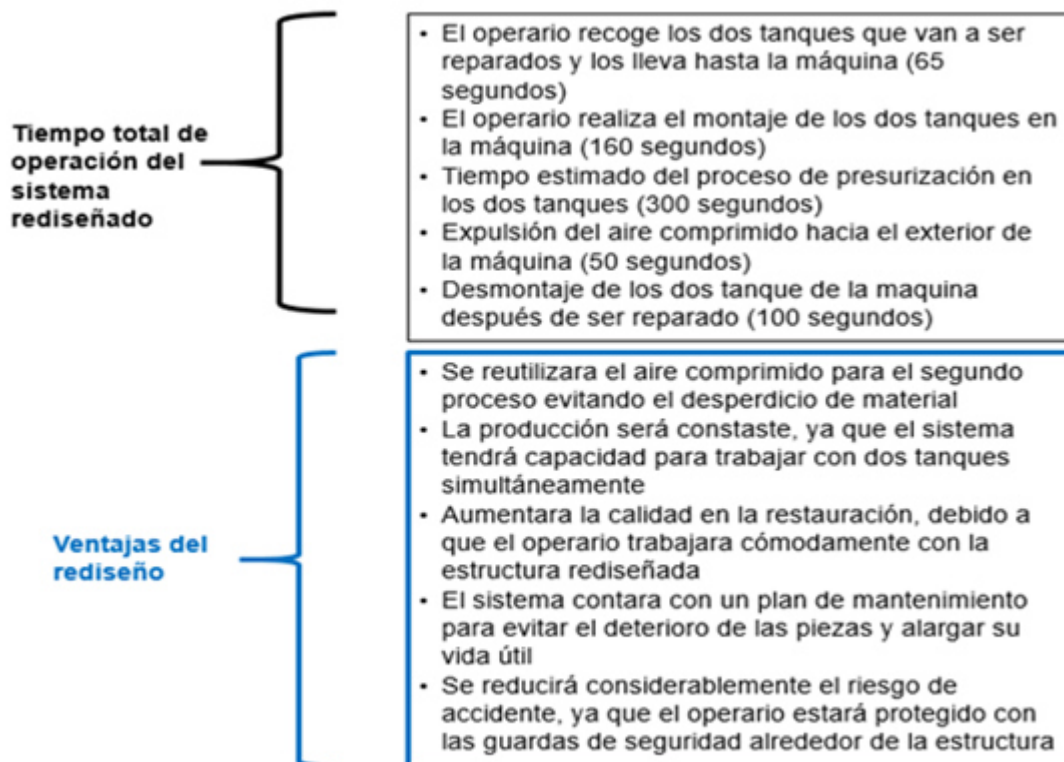 Tiempo total de
operación del
sistema
rediseñado
• El operario recoge los dos tanques que van a ser
reparados y los lleva hasta la máquina (65
segundos)
• El operario realiza el montaje de los dos tanques en
la máquina (160 segundos)
• Tiempo estimado del proceso de presurización en
los dos tanques (300 segundos)
• Expulsión del aire comprimido hacia el exterior de
la máquina (50 segundos)
• Desmontaje de los dos tanque de la maquina
después de ser reparado (100 segundos)
Ventajas del
rediseño
• Se reutilizara el aire comprimido para el segundo
proceso evitando el desperdicio de material
• La producción será constaste, ya que el sistema
tendrá capacidad para trabajar con dos tanques
simultáneamente
• Aumentara la calidad en la restauración, debido a
que el operario trabajara cómodamente con la
estructura rediseñada
• El sistema contara con un plan de mantenimiento
para evitar el deterioro de las piezas y alargar su
vida útil
• Se reducirá considerablemente el riesgo de
accidente, ya que el operario estará protegido con
las guardas de seguridad alrededor de la estructura